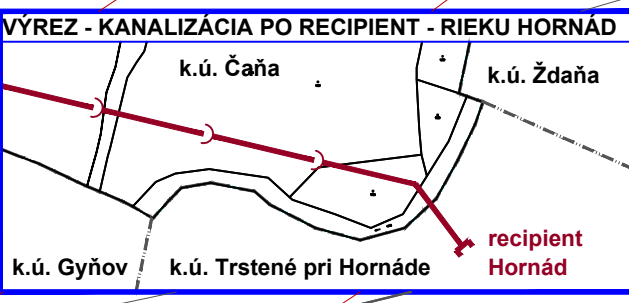 VÝREZ - KANALIZÁCIA PO RECIPIENT - RIEKU HORNÁD
k.ú. Čaňa
k.ú. Ždaňa
recipient
Hornád
k.ú. Gyňov
k.ú. Trstené pri Hornáde